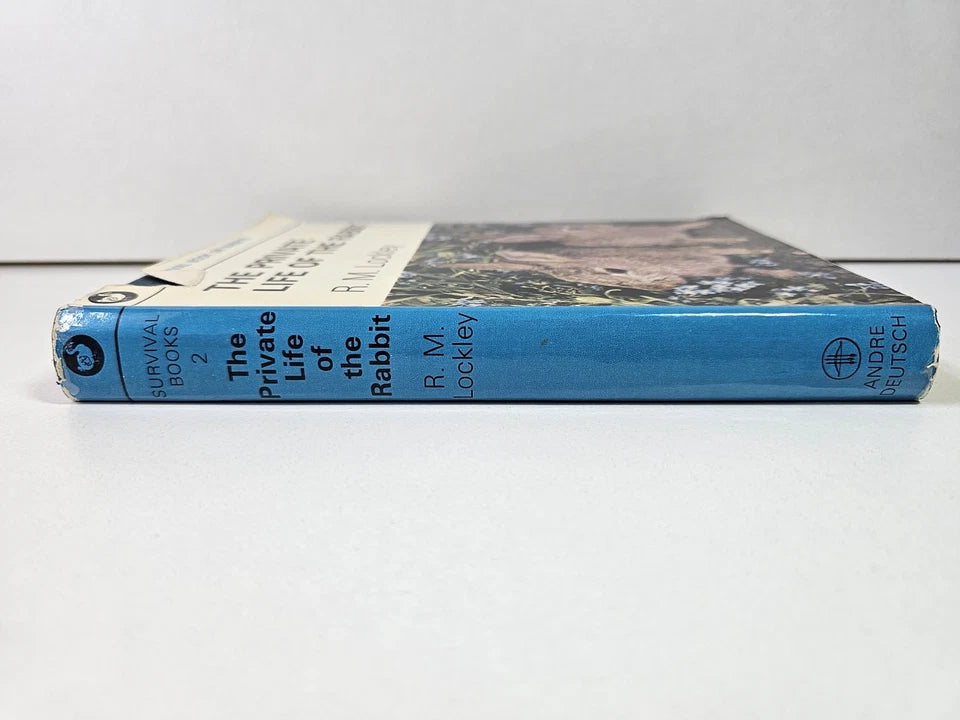 THE PRIVATE
LIFE OF THE RABBIT
R.M. Lockley
SURVIVAL
BOOKS
2
The
Private
Life
of
the
Rabbit
R. M.
Lockley
ANDRE
DEUTSCH